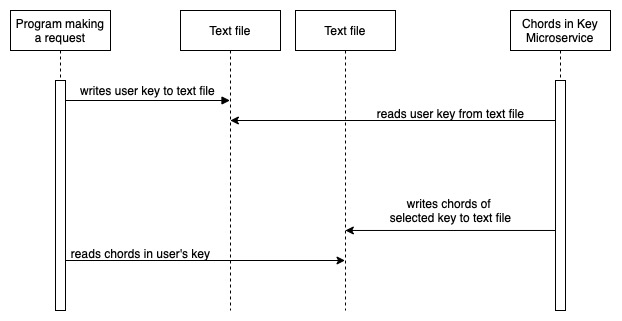 Program making
a request
Text file
Text file
Chords in Key
Microservice
writes user key to text file
reads user key from text file
writes chords of
selected key to text file
reads chords in user's key